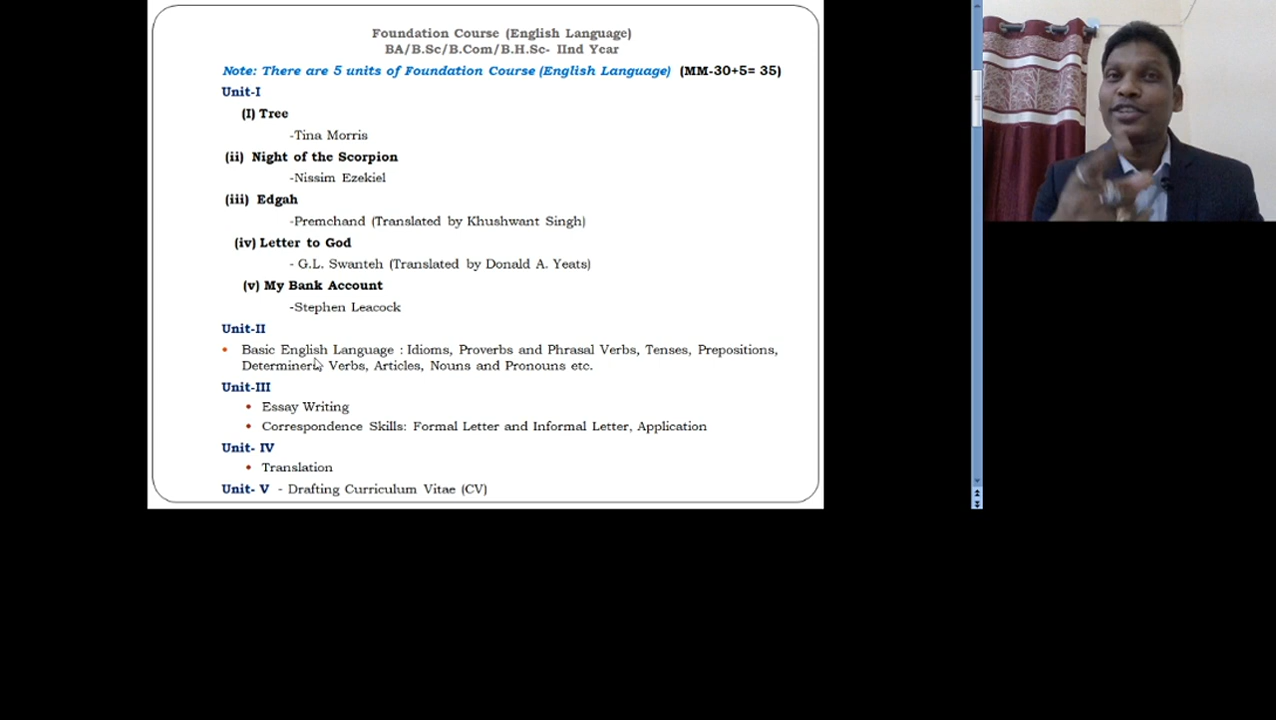 Foundation Course (English Language)
BA/B.Sc/B.Com/B.H.Sc- IInd Year
Note: There are 5 units of Foundation Course (English Language) (MM-30+5= 35)
Unit-I
(I) Tree
-Tina Morris
(ii) Night of the Scorpion
-Nissim Ezekiel
(iii) Edgah
-Premchand (Translated by Khushwant Singh)
(iv) Letter to God
- G.L. Swanteh (Translated by Donald A. Yeats)
(v) My Bank Account
-Stephen Leacock
Unit-II
• Basic English Language : Idioms, Proverbs and Phrasal Verbs, Tenses, Prepositions,
Determiners, Verbs, Articles, Nouns and Pronouns etc.
Unit-III
• Essay Writing
• Correspondence Skills: Formal Letter and Informal Letter, Application
Unit- IV
• Translation
Unit- V - Drafting Curriculum Vitae (CV)